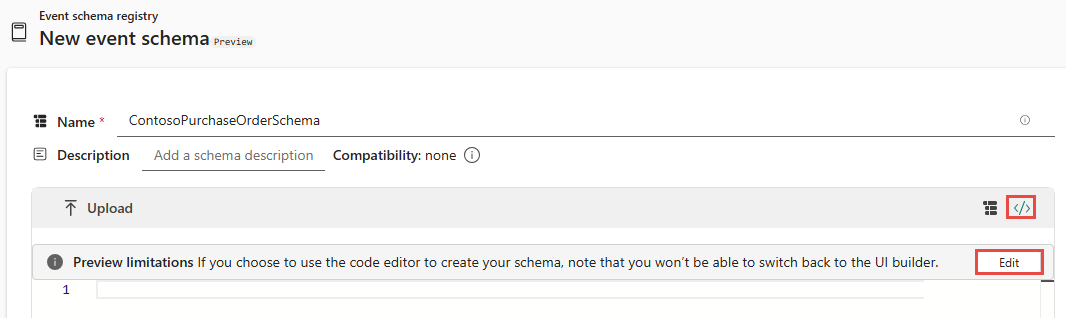 Event schema registry
New event schema Preview
Name * ContosoPurchaseOrderSchema
Description Add a schema description Compatibility: none
Upload </>
Preview limitations If you choose to use the code editor to create your schema, note that you won’t be able to switch back to the UI builder. Edit
1